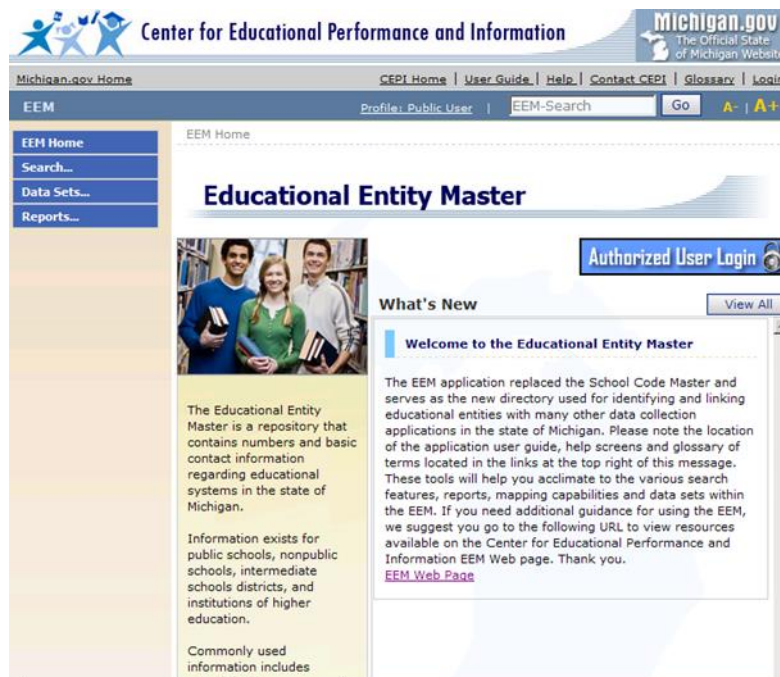 Center for Educational Performance and Information
Michigan.gov
The Official State
of Michigan Website
Michigan.gov Home
CEPI Home | User Guide | Help | Contact CEPI | Glossary | Login
EEM
Profile: Public User | EEM-Search Go A- | A+
EEM Home
Search...
Data Sets...
Reports...
EEM Home
Educational Entity Master
Authorized User Login
What's New
View All
Welcome to the Educational Entity Master
The EEM application replaced the School Code Master and
serves as the new directory used for identifying and linking
educational entities with many other data collection
applications in the state of Michigan. Please note the location
of the application user guide, help screens and glossary of
terms located in the links at the top right of this message.
These tools will help you acclimate to the various search
features, reports, mapping capabilities and data sets within
the EEM. If you need additional guidance for using the EEM,
we suggest you go to the following URL to view resources
available on the Center for Educational Performance and
Information EEM Web page. Thank you.
EEM Web Page
The Educational Entity
Master is a repository that
contains numbers and basic
contact information
regarding educational
systems in the state of
Michigan.
Information exists for
public schools, nonpublic
schools, intermediate
schools districts, and
institutions of higher
education.
Commonly used
information includes